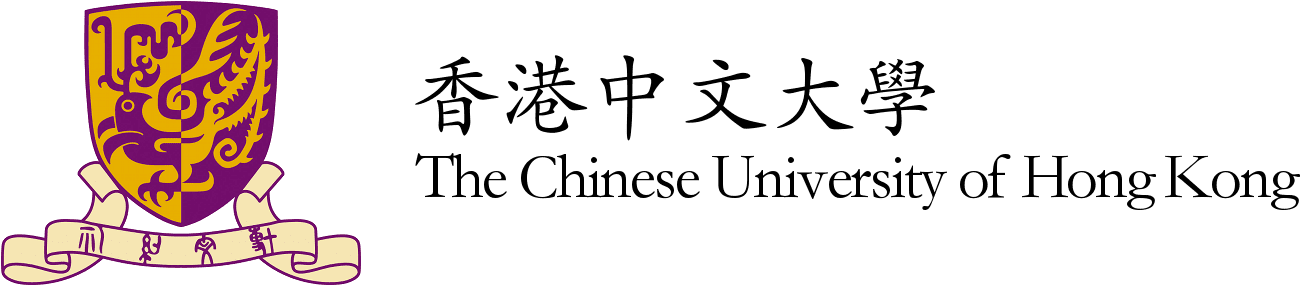 香港中文大學
The Chinese University of Hong Kong